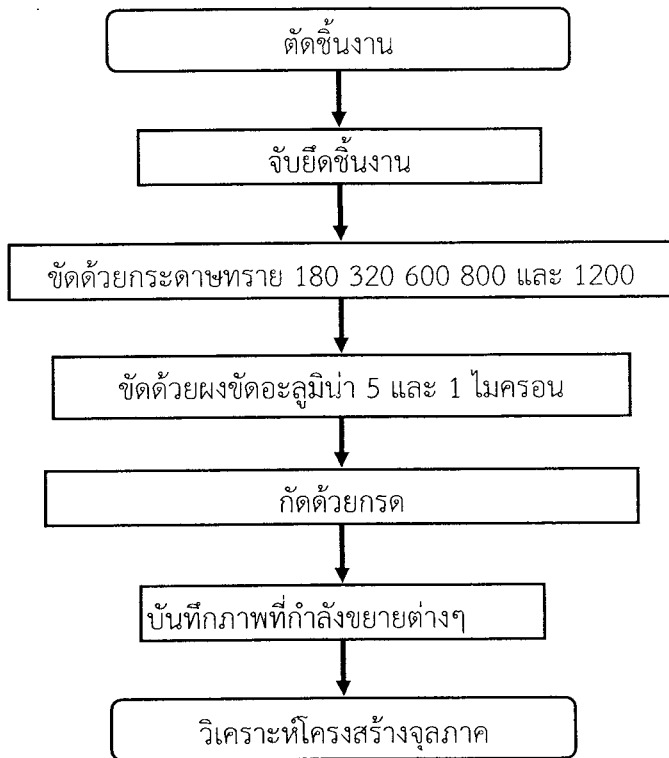 ตัดชิ้นงาน
จับยึดชิ้นงาน
ขัดด้วยกระดาษทราย 180 320 600 800 และ 1200
ขัดด้วยผงขัดอะลูมิน่า 5 และ 1 ไมครอน
กัดด้วยกรด
บันทึกภาพที่กำลังขยายต่างๆ
วิเคราะห์โครงสร้างจุลภาค